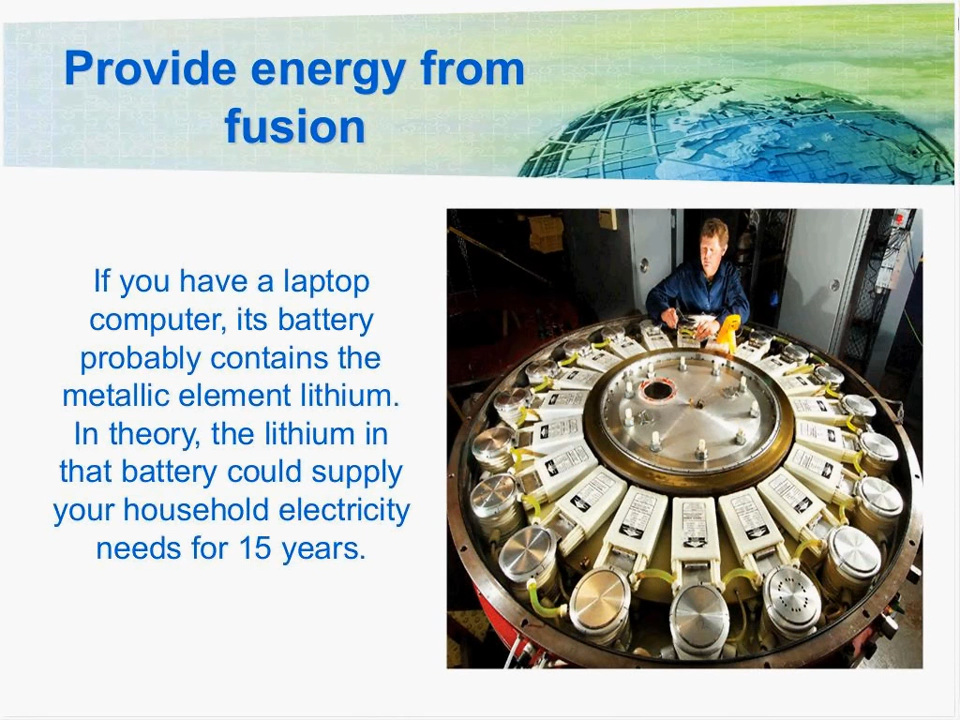 Provide energy from
fusion
If you have a laptop
computer, its battery
probably contains the
metallic element lithium.
In theory, the lithium in
that battery could supply
your household electricity
needs for 15 years.